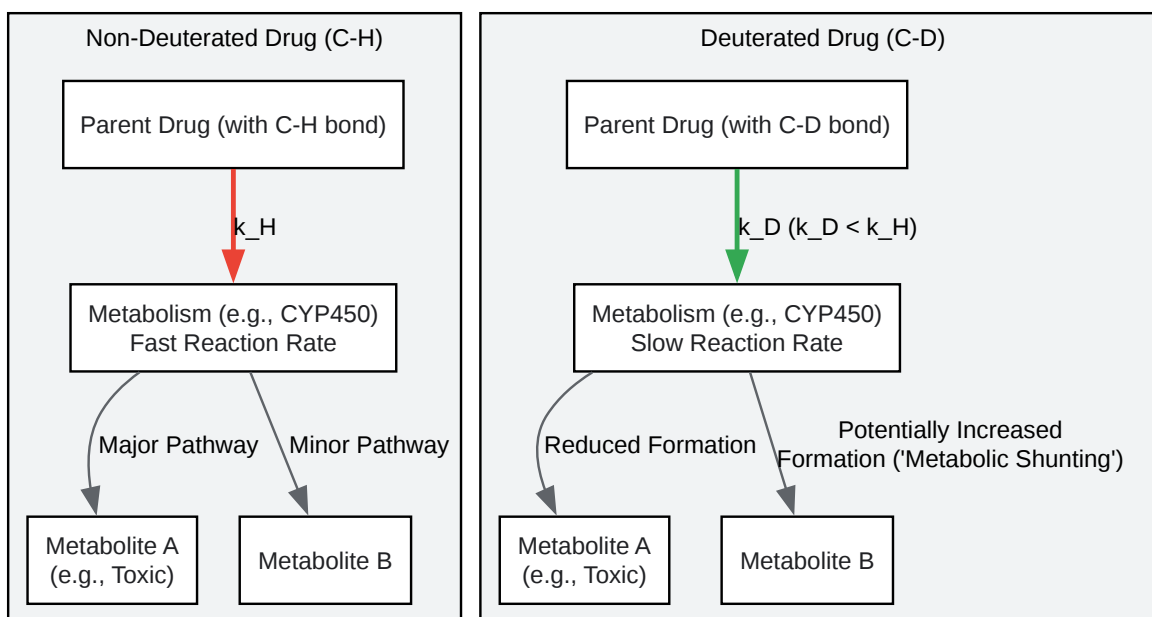 Non-Deuterated Drug (C-H)
Parent Drug (with C-H bond)
k_H
Metabolism (e.g., CYP450)
Fast Reaction Rate
Major Pathway
Minor Pathway
Metabolite A
(e.g., Toxic)
Metabolite B
Deuterated Drug (C-D)
Parent Drug (with C-D bond)
k_D (k_D < k_H)
Metabolism (e.g., CYP450)
Slow Reaction Rate
Reduced Formation
Potentially Increased
Formation ('Metabolic Shunting')
Metabolite A
(e.g., Toxic)
Metabolite B